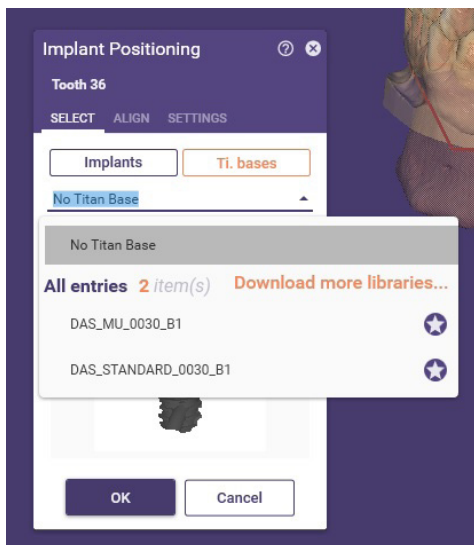 Implant Positioning
Tooth 36
SELECT ALIGN SETTINGS
Implants Ti. bases
No Titan Base
No Titan Base
All entries 2 item(s) Download more libraries...
DAS_MU_0030_B1
DAS_STANDARD_0030_B1
OK Cancel